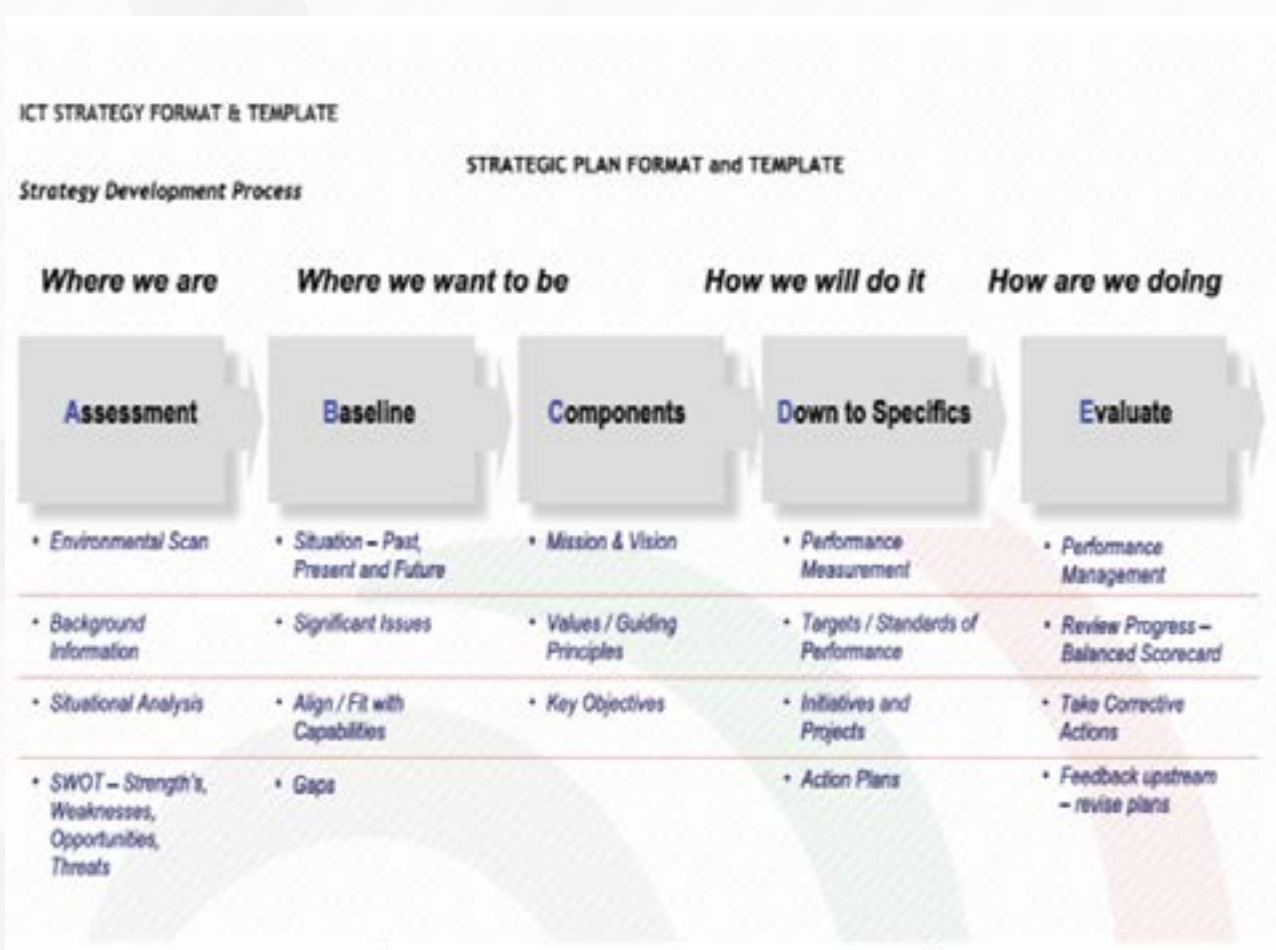 ICT STRATEGY FORMAT & TEMPLATE
STRATEGIC PLAN FORMAT and TEMPLATE
Strategy Development Process
Where we are
Where we want to be
How we will do it
How are we doing
Assessment
Baseline
Components
Down to Specifics
Evaluate
• Environmental Scan
• Background
Information
• Situational Analysis
• SWOT – Strength's,
Weaknesses,
Opportunities,
Threats
• Situation – Past,
Present and Future
• Significant Issues
• Align / Fit with
Capabilities
• Gaps
• Mission & Vision
• Values / Guiding
Principles
• Key Objectives
• Performance
Measurement
• Targets / Standards of
Performance
• Initiatives and
Projects
• Action Plans
• Performance
Management
• Review Progress –
Balanced Scorecard
• Take Corrective
Actions
• Feedback upstream
– revise plans